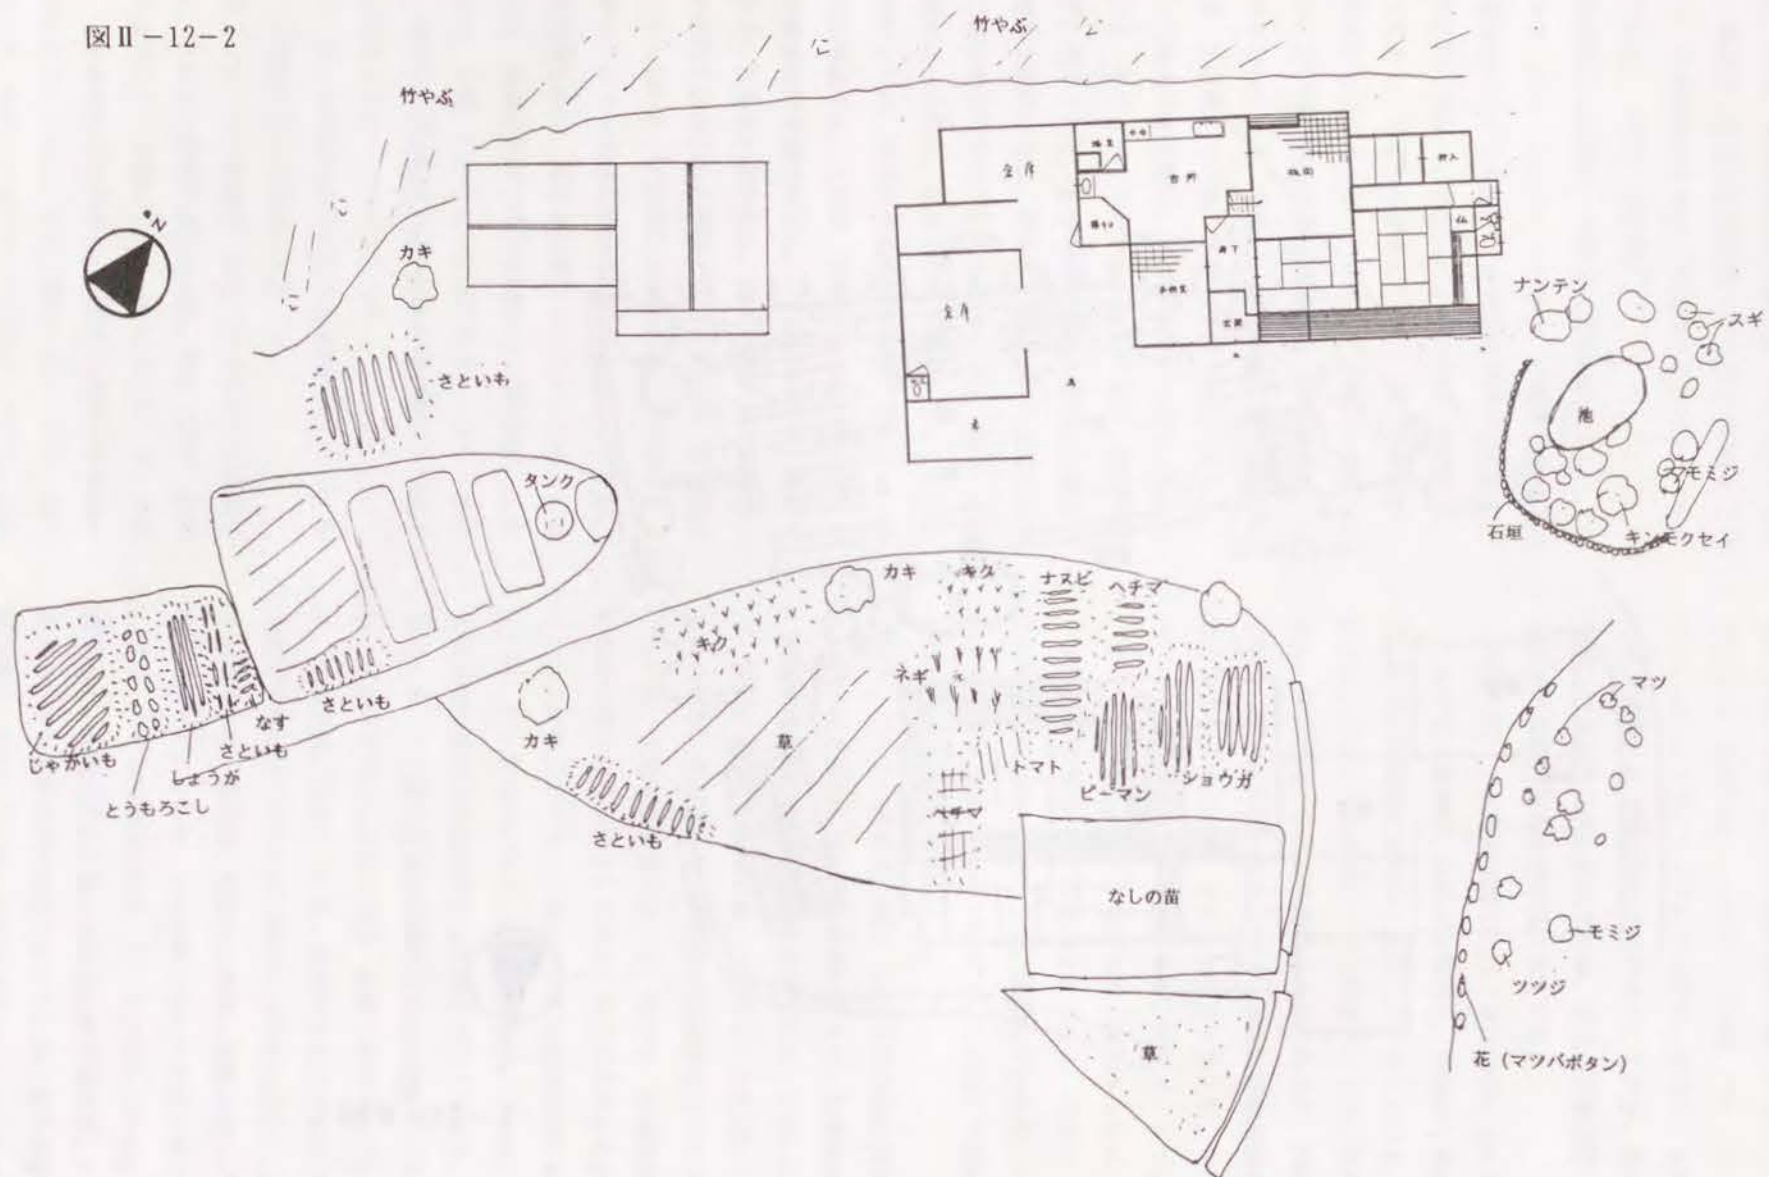 図II－12－2
竹やぶ
竹やぶ
N
カキ
さといも
倉庫
台所
板間
押入
仏
廊下
玄関
倉庫
ナンテン
スギ
池
モミジ
石垣
キンモクセイ
タンク
カキ
キク
ナスビ
ヘチマ
キク
ネギ
カキ
草
さといも
なす
さといも
しょうが
じゃがいも
とうもろこし
さといも
トマト
ピーマン
ショウガ
ヘチマ
なしの苗
草
マツ
モミジ
ツツジ
花（マツバボタン）